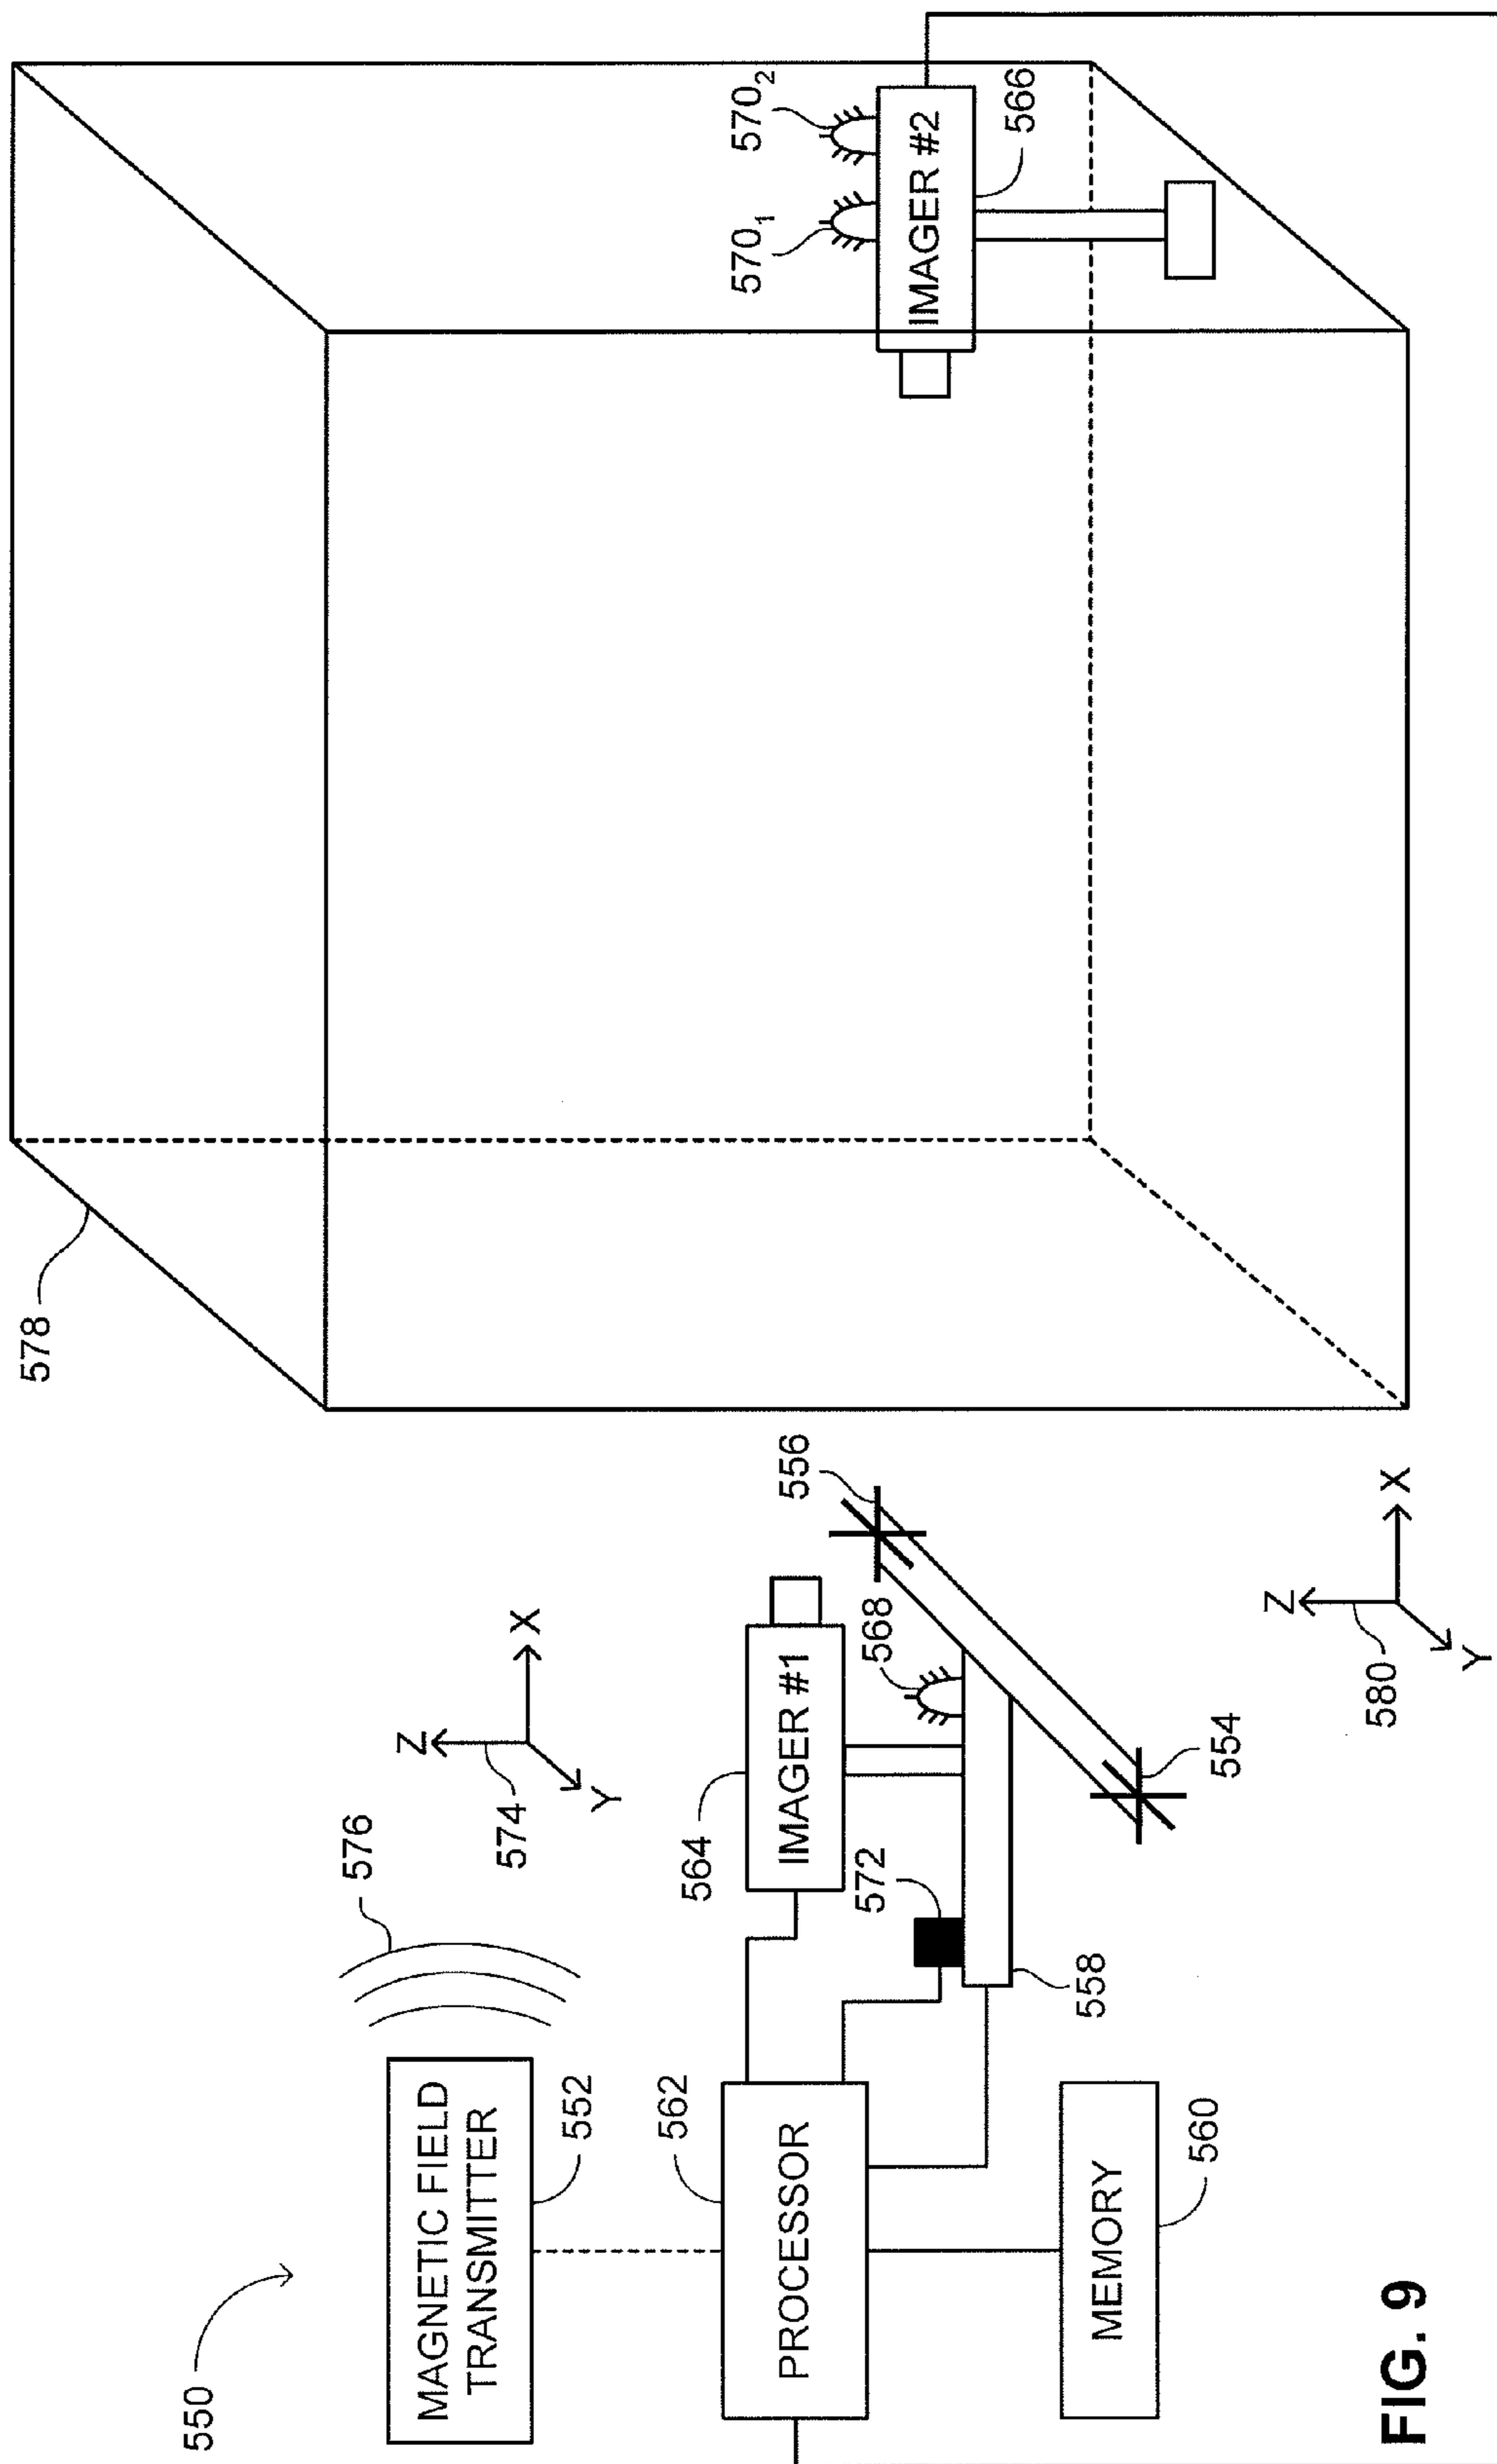 550
MAGNETIC FIELD
TRANSMITTER
552
576
574
Z
X
Y
578
562
PROCESSOR
564
IMAGER #1
572
568
558
556
554
MEMORY
560
580
Z
X
Y
570₁
570₂
IMAGER #2
566
FIG. 9